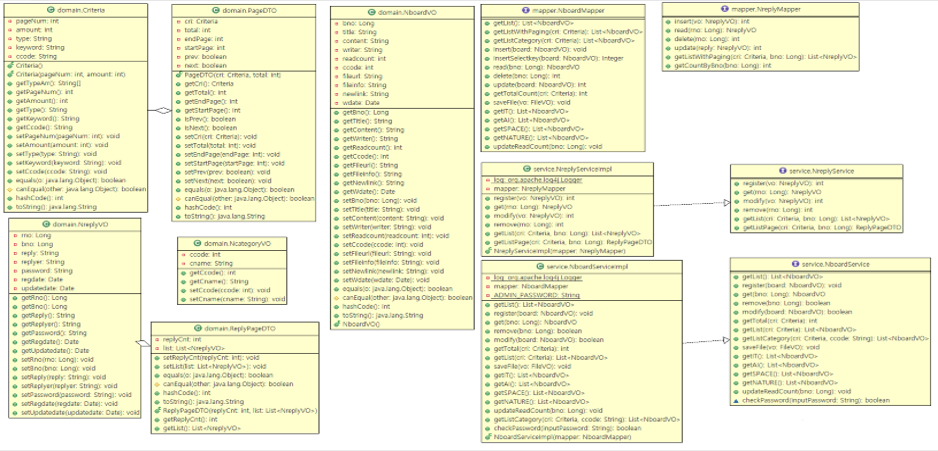 domain.Criteria
pageNum: int
amount: int
type: String
keyword: String
ccode: String
Criteria()
Criteria(pageNum: int, amount: int)
getTypeArr(): String[]
getPageNum(): int
getAmount(): int
getType(): String
getKeyword(): String
getCcode(): String
setPageNum(pageNum: int): void
setAmount(amount: int): void
setType(type: String): void
setKeyword(keyword: String): void
setCcode(ccode: String): void
equals(o: java.lang.Object): boolean
canEqual(other: java.lang.Object): boolean
hashCode(): int
toString(): java.lang.String
domain.PageDTO
cri: Criteria
total: int
endPage: int
startPage: int
prev: boolean
next: boolean
PageDTO(cri: Criteria, total: int)
getCri(): Criteria
getTotal(): int
getEndPage(): int
getStartPage(): int
isPrev(): boolean
isNext(): boolean
setCri(cri: Criteria): void
setTotal(total: int): void
setEndPage(endPage: int): void
setStartPage(startPage: int): void
setPrev(prev: boolean): void
setNext(next: boolean): void
equals(o: java.lang.Object): boolean
canEqual(other: java.lang.Object): boolean
hashCode(): int
toString(): java.lang.String
domain.NboardVO
bno: Long
title: String
content: String
writer: String
readcount: int
ccode: int
fileurl: String
fileinfo: String
newlink: String
wdate: Date
getBno(): Long
getTitle(): String
getContent(): String
getWriter(): String
getReadcount(): int
getCcode(): int
getFileurl(): String
getFileinfo(): String
getNewlink(): String
getWdate(): Date
setBno(bno: Long): void
setTitle(title: String): void
setContent(content: String): void
setWriter(writer: String): void
setReadcount(readcount: int): void
setCcode(ccode: int): void
setFileurl(fileurl: String): void
setFileinfo(fileinfo: String): void
setNewlink(newlink: String): void
setWdate(wdate: Date): void
equals(o: java.lang.Object): boolean
canEqual(other: java.lang.Object): boolean
hashCode(): int
toString(): java.lang.String
NboardVO()
mapper.NboardMapper
getList(): List<NboardVO>
getListWithPaging(cri: Criteria): List<NboardVO>
getListCategory(cri: Criteria): List<NboardVO>
insert(board: NboardVO): void
insertSelectkey(board: NboardVO): Integer
read(bno: Long): NboardVO
delete(bno: Long): int
update(board: NboardVO): int
getTotalCount(cri: Criteria): int
saveFile(vo: FileVO): void
getIT(): List<NboardVO>
getAi(): List<NboardVO>
getSPACE(): List<NboardVO>
getNATURE(): List<NboardVO>
updateReadCount(bno: Long): void
mapper.NreplyMapper
insert(vo: NreplyVO): int
read(rno: Long): NreplyVO
delete(rno: Long): int
update(reply: NreplyVO): int
getListWithPaging(cri: Criteria, bno: Long): List<NreplyVO>
getCountByBno(bno: Long): int
service.NreplyServiceImpl
log: org.apache.log4j.Logger
mapper: NreplyMapper
register(vo: NreplyVO): int
get(rno: Long): NreplyVO
modify(vo: NreplyVO): int
remove(rno: Long): int
getList(cri: Criteria, bno: Long): List<NreplyVO>
getListPage(cri: Criteria, bno: Long): ReplyPageDTO
NreplyServiceImpl(mapper: NreplyMapper)
service.NreplyService
register(vo: NreplyVO): int
get(rno: Long): NreplyVO
modify(vo: NreplyVO): int
remove(rno: Long): int
getList(cri: Criteria, bno: Long): List<NreplyVO>
getListPage(cri: Criteria, bno: Long): ReplyPageDTO
domain.NreplyVO
rno: Long
bno: Long
reply: String
replyer: String
password: String
regdate: Date
updatedate: Date
getRno(): Long
getBno(): Long
getReply(): String
getReplyer(): String
getPassword(): String
getRegdate(): Date
getUpdatedate(): Date
setRno(rno: Long): void
setBno(bno: Long): void
setReply(reply: String): void
setReplyer(replyer: String): void
setPassword(password: String): void
setRegdate(regdate: Date): void
setUpdatedate(updatedate: Date): void
domain.NcategoryVO
ccode: int
cname: String
getCcode(): int
getCname(): String
setCcode(ccode: int): void
setCname(cname: String): void
domain.ReplyPageDTO
replyCnt: int
list: List<NreplyVO>
setReplyCnt(replyCnt: int): void
setList(list: List<NreplyVO>): void
equals(o: java.lang.Object): boolean
canEqual(other: java.lang.Object): boolean
hashCode(): int
toString(): java.lang.String
ReplyPageDTO(replyCnt: int, list: List<NreplyVO>)
getReplyCnt(): int
getList(): List<NreplyVO>
service.NboardServiceImpl
log: org.apache.log4j.Logger
mapper: NboardMapper
ADMIN_PASSWORD: String
getList(): List<NboardVO>
register(board: NboardVO): void
get(bno: Long): NboardVO
remove(bno: Long): boolean
modify(board: NboardVO): boolean
getTotal(cri: Criteria): int
getList(cri: Criteria): List<NboardVO>
saveFile(vo: FileVO): void
getIT(): List<NboardVO>
getAi(): List<NboardVO>
getSPACE(): List<NboardVO>
getNATURE(): List<NboardVO>
updateReadCount(bno: Long): void
getListCategory(cri: Criteria, ccode: String): List<NboardVO>
checkPassword(inputPassword: String): boolean
NboardServiceImpl(mapper: NboardMapper)
service.NboardService
getList(): List<NboardVO>
register(board: NboardVO): void
get(bno: Long): NboardVO
remove(bno: Long): boolean
modify(board: NboardVO): boolean
getTotal(cri: Criteria): int
getList(cri: Criteria): List<NboardVO>
getListCategory(cri: Criteria, ccode: String): List<NboardVO>
saveFile(vo: FileVO): void
getIT(): List<NboardVO>
getAi(): List<NboardVO>
getSPACE(): List<NboardVO>
getNATURE(): List<NboardVO>
updateReadCount(bno: Long): void
checkPassword(inputPassword: String): boolean